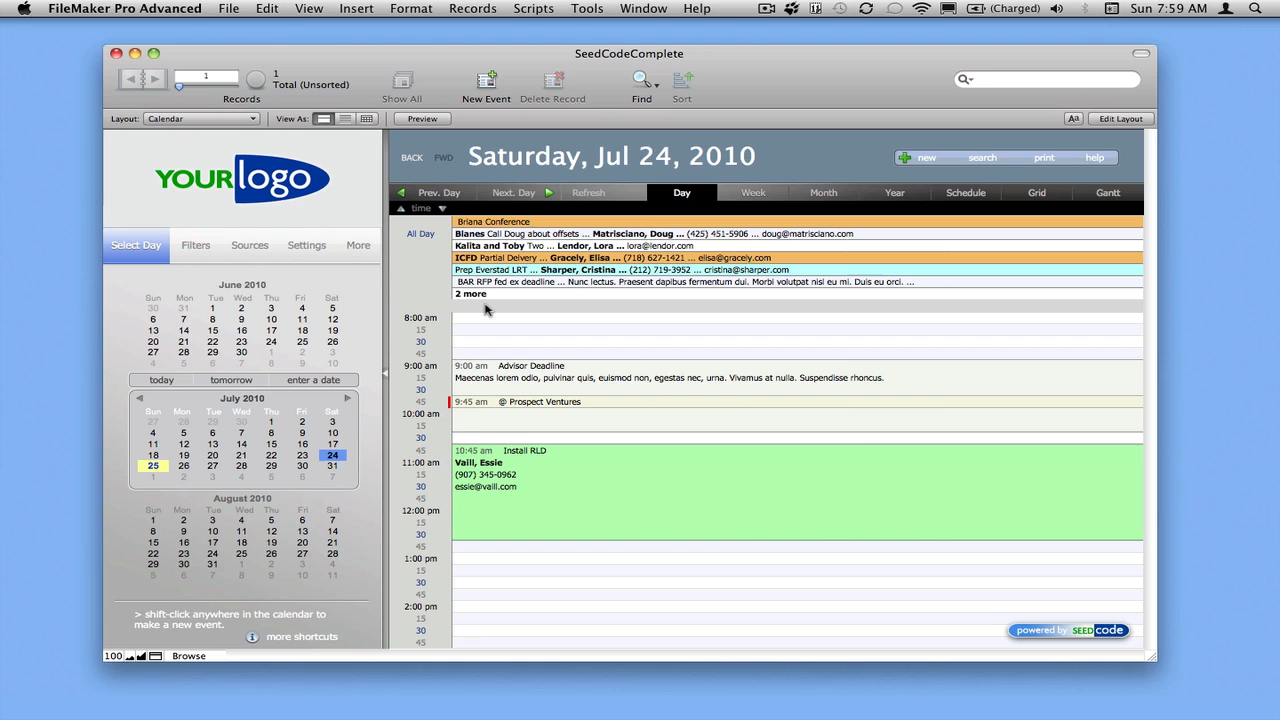 FileMaker Pro Advanced File Edit View Insert Format Records Scripts Tools Window Help (Charged) Sun 7:59 AM
SeedCodeComplete
1
1
Total (Unsorted)
Records Show All New Event Delete Record Find Sort
Layout: Calendar View As: Preview Aa Edit Layout
YOURlogo
BACK FWD Saturday, Jul 24, 2010 new search print help
Prev. Day Next. Day Refresh Day Week Month Year Schedule Grid Gantt
time
Select Day Filters Sources Settings More
June 2010
Sun Mon Tue Wed Thu Fri Sat
30 31 1 2 3 4 5
6 7 8 9 10 11 12
13 14 15 16 17 18 19
20 21 22 23 24 25 26
27 28 29 30 1 2 3
4 5 6 7 8 9 10
today tomorrow enter a date
July 2010
Sun Mon Tue Wed Thu Fri Sat
27 28 29 30 1 2 3
4 5 6 7 8 9 10
11 12 13 14 15 16 17
18 19 20 21 22 23 24
25 26 27 28 29 30 31
1 2 3 4 5 6 7
August 2010
Sun Mon Tue Wed Thu Fri Sat
1 2 3 4 5 6 7
8 9 10 11 12 13 14
15 16 17 18 19 20 21
22 23 24 25 26 27 28
29 30 31 1 2 3 4
5 6 7 8 9 10 11
> shift-click anywhere in the calendar to
make a new event.
i more shortcuts
Briana Conference
All Day Blanes Call Doug about offsets ... Matrisciano, Doug ... (425) 451-5906 ... doug@matrisciano.com
Kalita and Toby Two ... Lendor, Lora ... lora@lendor.com
ICFD Partial Delivery ... Gracely, Elisa ... (718) 627-1421 ... elisa@gracely.com
Prep Everstad LRT ... Sharper, Cristina ... (212) 719-3952 ... cristina@sharper.com
BAR RFP fed ex deadline ... Nunc lectus. Praesent dapibus fermentum dui. Morbi volutpat nisl eu mi. Duis eu orci. ...
2 more
8:00 am
15
30
45
9:00 am 9:00 am Advisor Deadline
15 Maecenas lorem odio, pulvinar quis, euismod non, egestas nec, urna. Vivamus at nulla. Suspendisse rhoncus.
30
45 9:45 am @ Prospect Ventures
10:00 am
15
30
45 10:45 am Install RLD
11:00 am Vaill, Essie
15 (907) 345-0962
30 essie@vaill.com
45
12:00 pm
15
30
45
1:00 pm
15
30
45
2:00 pm
15
30
45
powered by SEEDcode
100 Browse